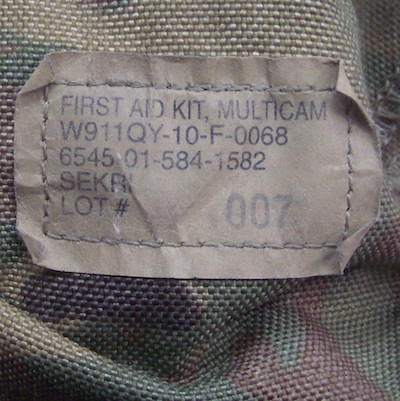 FIRST AID KIT, MULTICAM
W911QY-10-F-0068
6545-01-584-1582
SEKRI
LOT # 007